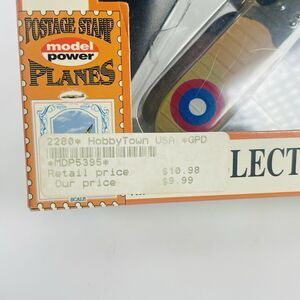 POSTAGE STAMP
model
power
PLANES
2280* HobbyTown USA *GPD
*MDP5395*
Retail price $10.98
Our price $9.99
LECT
SCALE